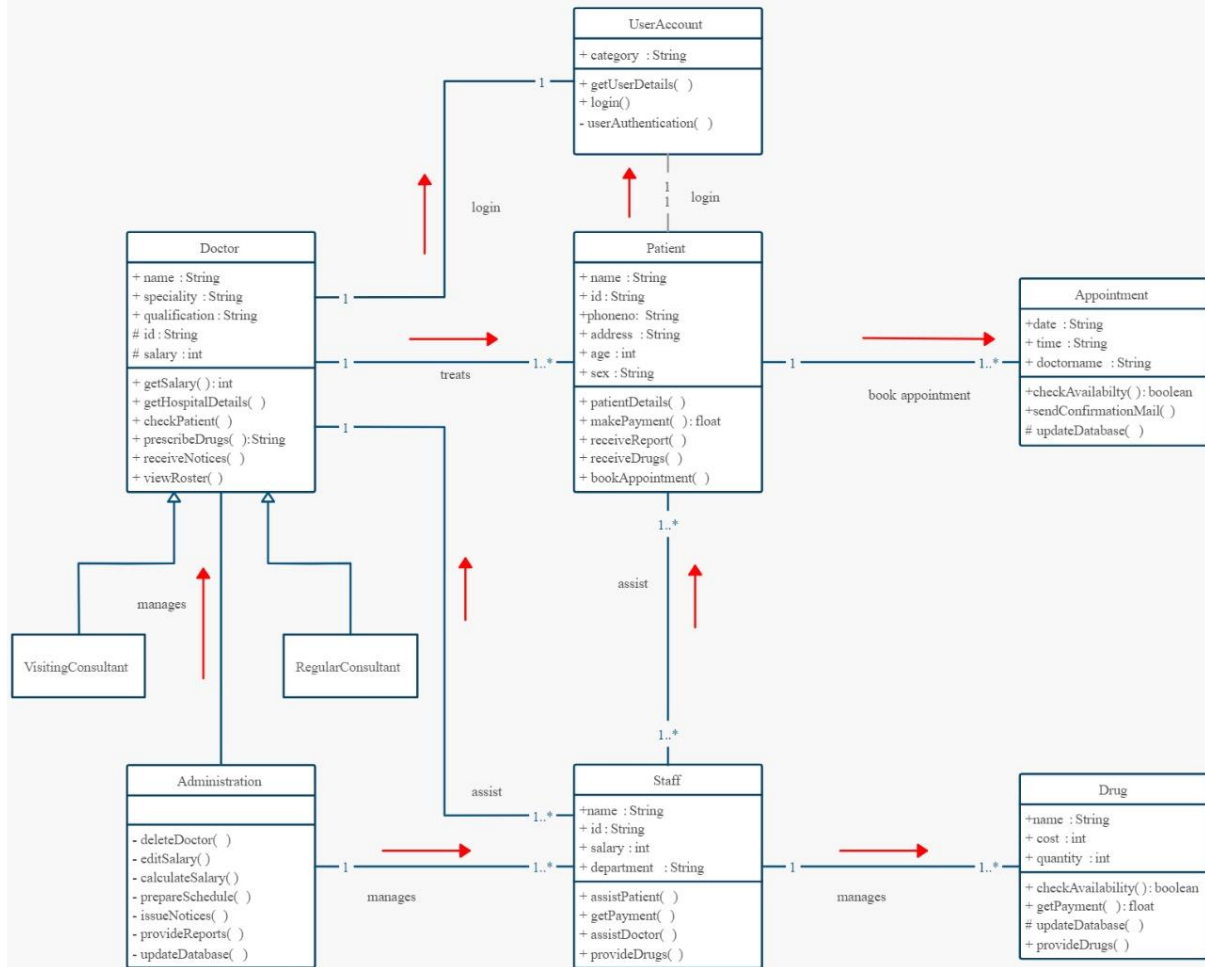 UserAccount
+ category : String
+ getUserDetails( )
+ login()
- userAuthentication( )
1
1
1
login
login
Doctor
+ name : String
+ speciality : String
+ qualification : String
# id : String
# salary : int
+ getSalary( ) : int
+ getHospitalDetails( )
+ checkPatient( )
+ prescribeDrugs( ):String
+ receiveNotices( )
+ viewRoster( )
1
1
1..*
treats
1
Patient
+ name : String
+ id : String
+phoneno: String
+ address : String
+ age : int
+ sex : String
+ patientDetails( )
+ makePayment( ): float
+ receiveReport( )
+ receiveDrugs( )
+ bookAppointment( )
1
1..*
book appointment
Appointment
+date : String
+ time : String
+ doctorname : String
+checkAvailabilty( ): boolean
+sendConfirmationMail( )
# updateDatabase( )
1..*
assist
manages
VisitingConsultant
RegularConsultant
1..*
Administration
- deleteDoctor( )
- editSalary( )
- calculateSalary( )
- prepareSchedule( )
- issueNotices( )
- provideReports( )
- updateDatabase( )
assist
1..*
1
1..*
manages
Staff
+name : String
+ id : String
+ salary : int
+ department : String
+ assistPatient( )
+ getPayment( )
+ assistDoctor( )
+ provideDrugs( )
1
1..*
manages
Drug
+name : String
+ cost : int
+ quantity : int
+ checkAvailability( ): boolean
+ getPayment( ): float
# updateDatabase( )
+ provideDrugs( )